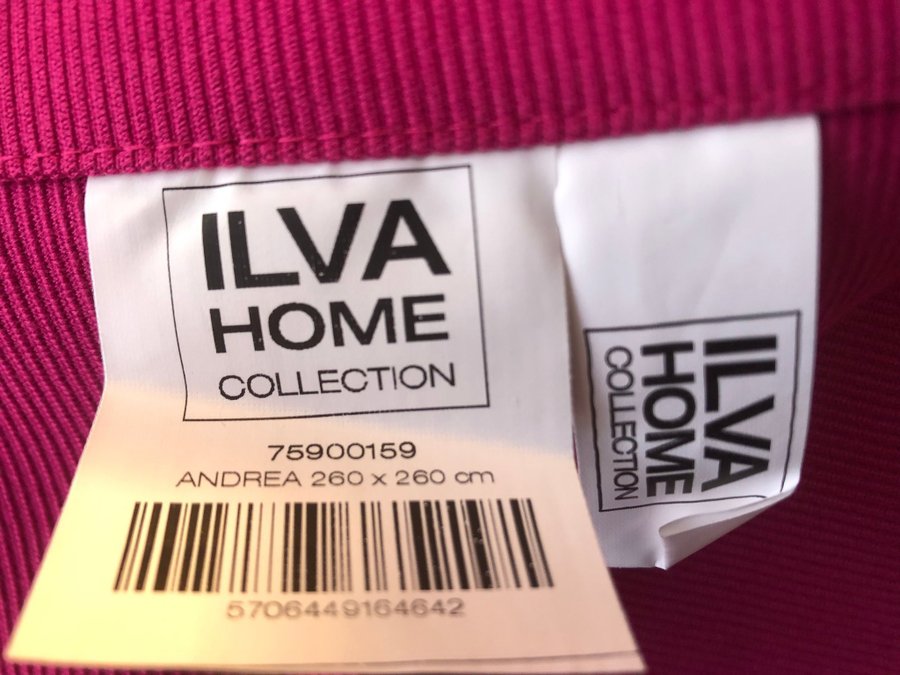 ILVA
HOME
COLLECTION
75900159
ANDREA 260 x 260 cm
5706449164642
ILVA
HOME
COLLECTION